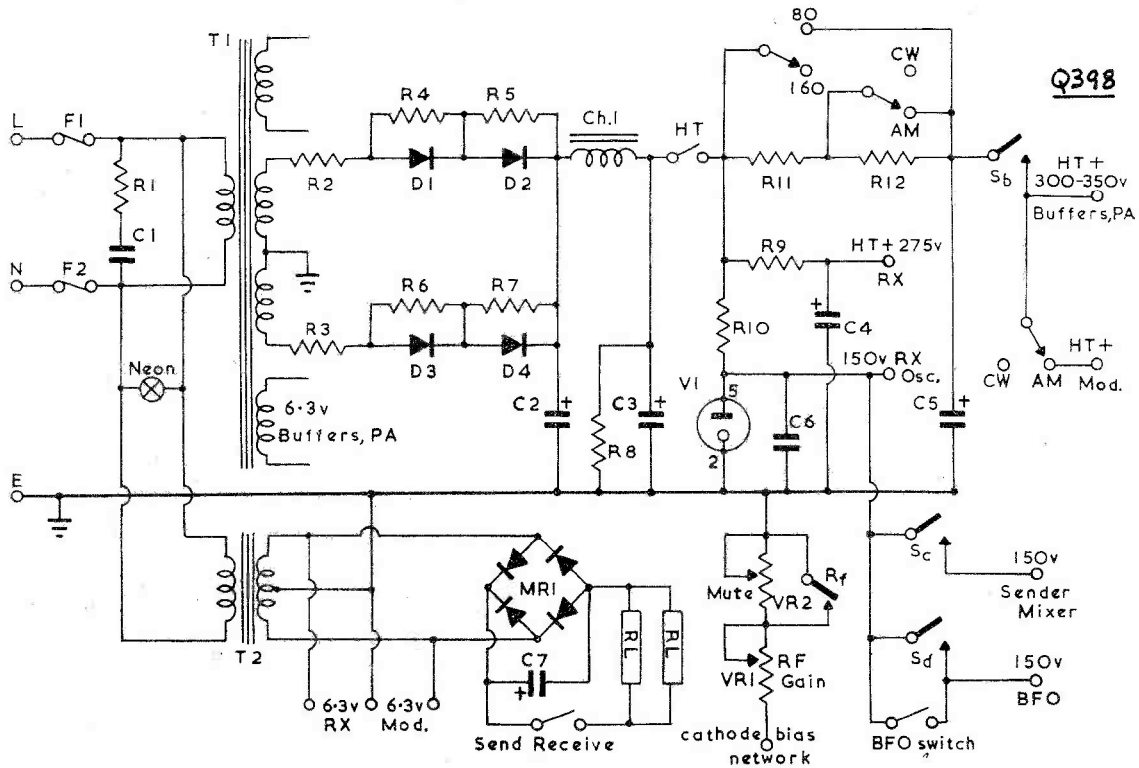 Q398
T1
80
CW
160
AM
L
F1
R4
R5
Ch.1
HT
R1
C1
R2
D1
D2
R11
R12
Sb
HT+
300-350v
Buffers,PA
N
F2
R6
R7
R9
HT+ 275v
RX
R3
D3
D4
R10
C4
Neon
150v RX
Osc.
V1
5
2
CW
AM
HT+
Mod.
6·3v
Buffers, PA
C2
+
R8
C3
+
C6
+
C5
+
E
MR1
Mute
VR2
Rf
Sc
150v
Sender
Mixer
T2
C7
+
RL
RL
VR1
RF
Gain
Sd
150v
BFO
6·3v
RX
6·3v
Mod.
Send Receive
cathode bias
network
BFO switch